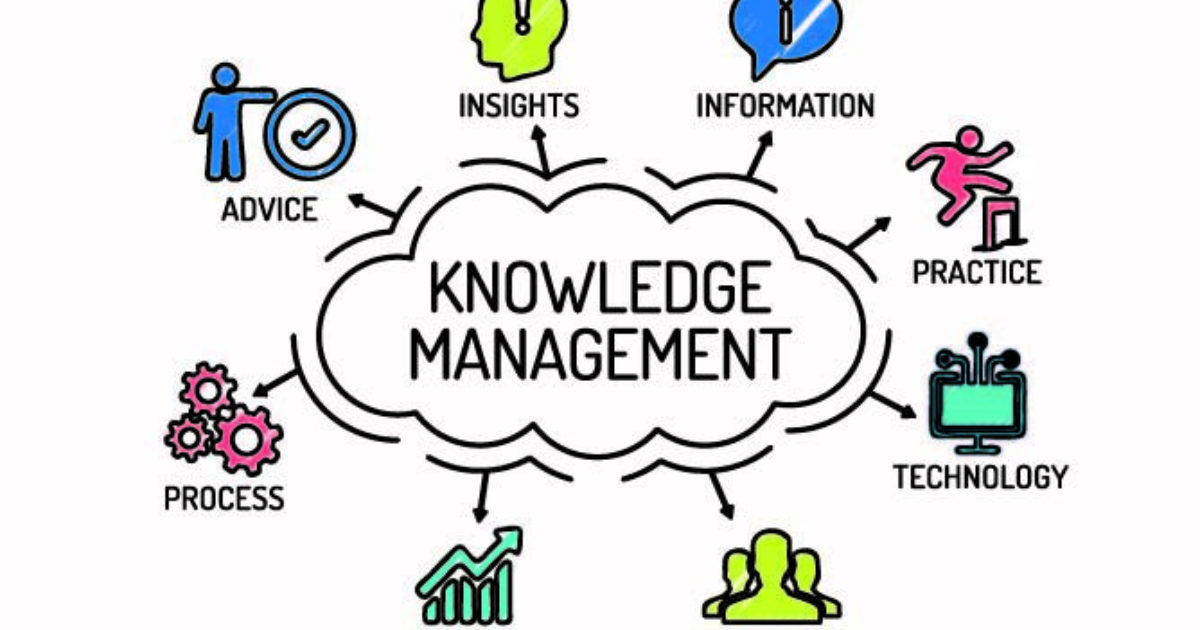 INSIGHTS
INFORMATION
ADVICE
PRACTICE
KNOWLEDGE
MANAGEMENT
TECHNOLOGY
PROCESS